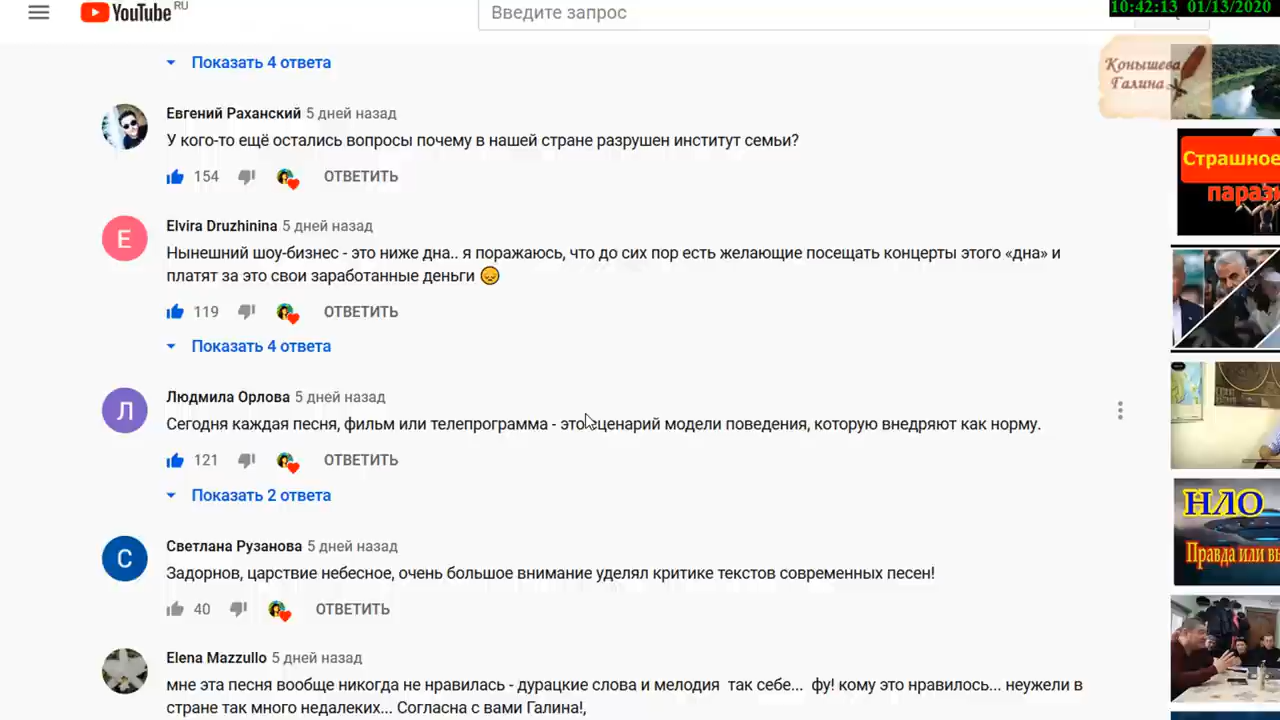 YouTube RU
Введите запрос
10:42:13 01/13/2020
Конышева
Галина
Показать 4 ответа
Евгений Раханский 5 дней назад
У кого-то ещё остались вопросы почему в нашей стране разрушен институт семьи?
154 ОТВЕТИТЬ
Страшное
E
Elvira Druzhinina 5 дней назад
Нынешний шоу-бизнес - это ниже дна.. я поражаюсь, что до сих пор есть желающие посещать концерты этого «дна» и
платят за это свои заработанные деньги 😞
119 ОТВЕТИТЬ
Показать 4 ответа
Л
Людмила Орлова 5 дней назад
Сегодня каждая песня, фильм или телепрограмма - это сценарий модели поведения, которую внедряют как норму.
121 ОТВЕТИТЬ
Показать 2 ответа
НЛО
Правда или
С
Светлана Рузанова 5 дней назад
Задорнов, царствие небесное, очень большое внимание уделял критике текстов современных песен!
40 ОТВЕТИТЬ
Elena Mazzullo 5 дней назад
мне эта песня вообще никогда не нравилась - дурацкие слова и мелодия так себе... фу! кому это нравилось... неужели в
стране так много недалеких... Согласна с вами Галина!,